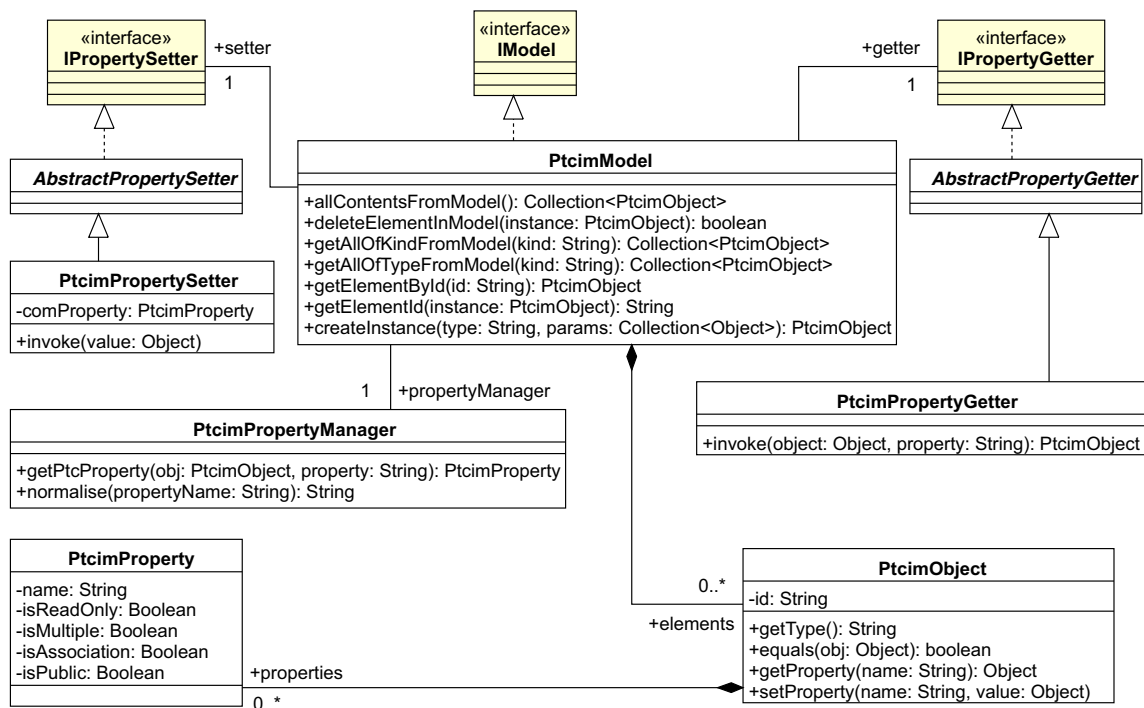 «interface»
IPropertySetter
+setter
1
«interface»
IModel
+getter
1
«interface»
IPropertyGetter
AbstractPropertySetter
PtcimModel
+allContentsFromModel(): Collection<PtcimObject>
+deleteElementInModel(instance: PtcimObject): boolean
+getAllOfKindFromModel(kind: String): Collection<PtcimObject>
+getAllOfTypeFromModel(kind: String): Collection<PtcimObject>
+getElementById(id: String): PtcimObject
+getElementId(instance: PtcimObject): String
+createInstance(type: String, params: Collection<Object>): PtcimObject
AbstractPropertyGetter
PtcimPropertySetter
-comProperty: PtcimProperty
+invoke(value: Object)
1
+propertyManager
PtcimPropertyManager
+getPtcProperty(obj: PtcimObject, property: String): PtcimProperty
+normalise(propertyName: String): String
PtcimPropertyGetter
+invoke(object: Object, property: String): PtcimObject
PtcimProperty
-name: String
-isReadOnly: Boolean
-isMultiple: Boolean
-isAssociation: Boolean
-isPublic: Boolean
+properties
0..*
0..*
+elements
PtcimObject
-id: String
+getType(): String
+equals(obj: Object): boolean
+getProperty(name: String): Object
+setProperty(name: String, value: Object)